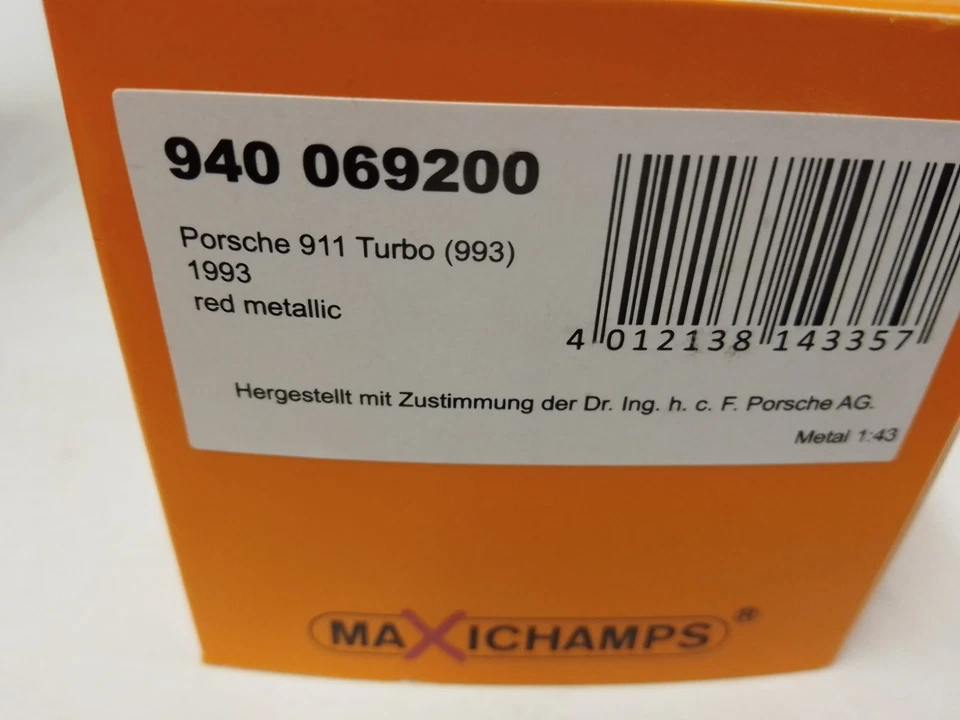 940 069200
Porsche 911 Turbo (993)
1993
red metallic
4 012138 143357
Hergestellt mit Zustimmung der Dr. Ing. h. c. F. Porsche AG.
Metal 1:43
MAXICHAMPS®